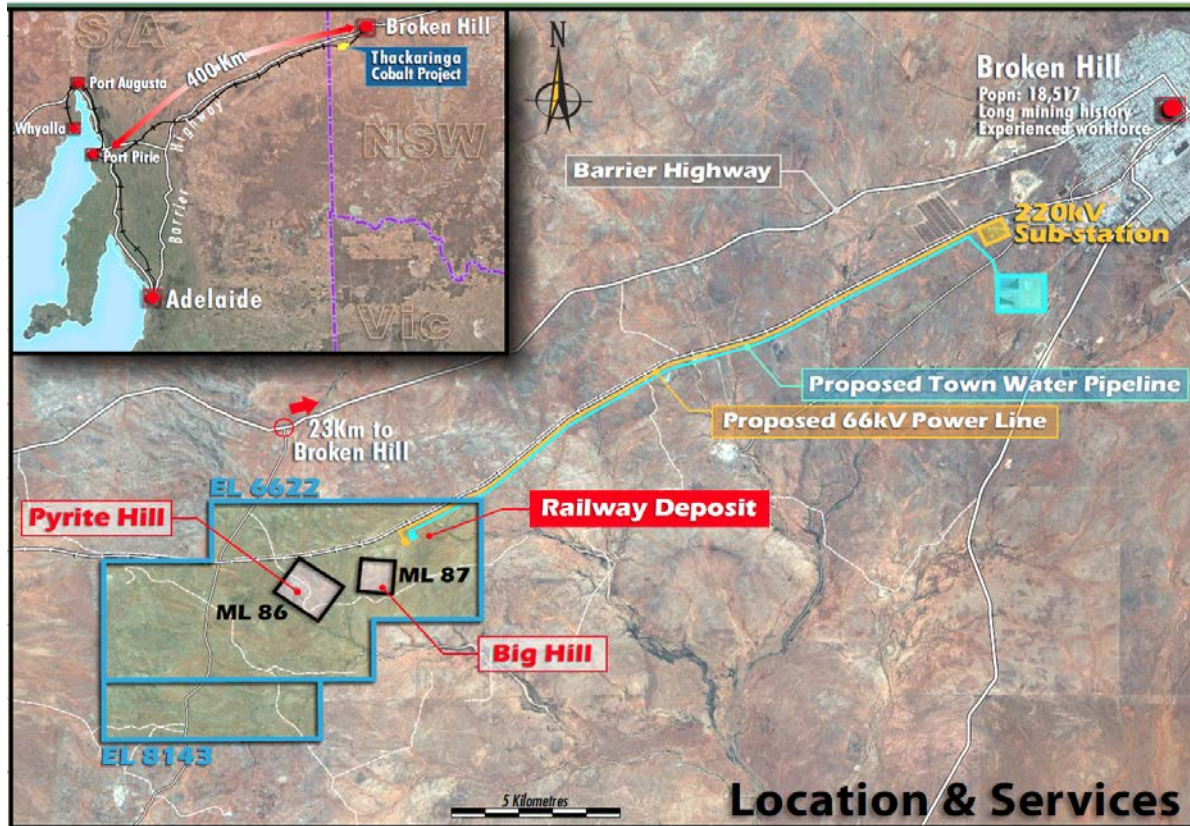 SA
Broken Hill
Thackaringa
Cobalt Project
400 Km
Port Augusta
Whyalla
Port Pirie
Barrier Highway
NSW
Adelaide
Vic
N
Broken Hill
Popn: 18,517
Long mining history
Experienced workforce
Barrier Highway
220kV
Sub-station
Proposed Town Water Pipeline
Proposed 66kV Power Line
23Km to
Broken Hill
EL 6622
Pyrite Hill
Railway Deposit
ML 87
ML 86
Big Hill
EL 8143
5 Kilometres
Location & Services